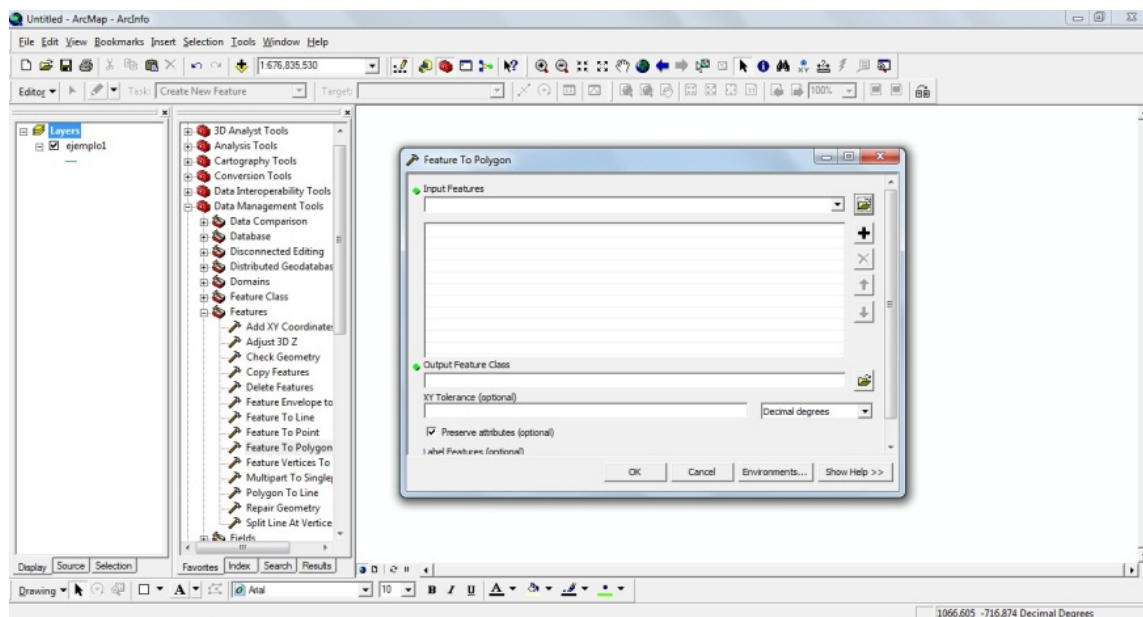 Untitled - ArcMap - ArcInfo
File Edit View Bookmarks Insert Selection Tools Window Help
1:676,835,530
Editor Task: Create New Feature Target: 100%
Layers
ejemplo1
3D Analyst Tools
Analysis Tools
Cartography Tools
Conversion Tools
Data Interoperability Tools
Data Management Tools
Data Comparison
Database
Disconnected Editing
Distributed Geodatabas
Domains
Feature Class
Features
Add XY Coordinate
Adjust 3D Z
Check Geometry
Copy Features
Delete Features
Feature Envelope to
Feature To Line
Feature To Point
Feature To Polygon
Feature Vertices To
Multipart To Single
Polygon To Line
Repair Geometry
Split Line At Vertice
Fields
Feature To Polygon
Input Features
Output Feature Class
XY Tolerance (optional)
Decimal degrees
Preserve attributes (optional)
Label Features (optional)
OK Cancel Environments... Show Help >>
Display Source Selection
Favorites Index Search Results
Drawing A Arial 10 B I U A
1066,605 -716,874 Decimal Degrees